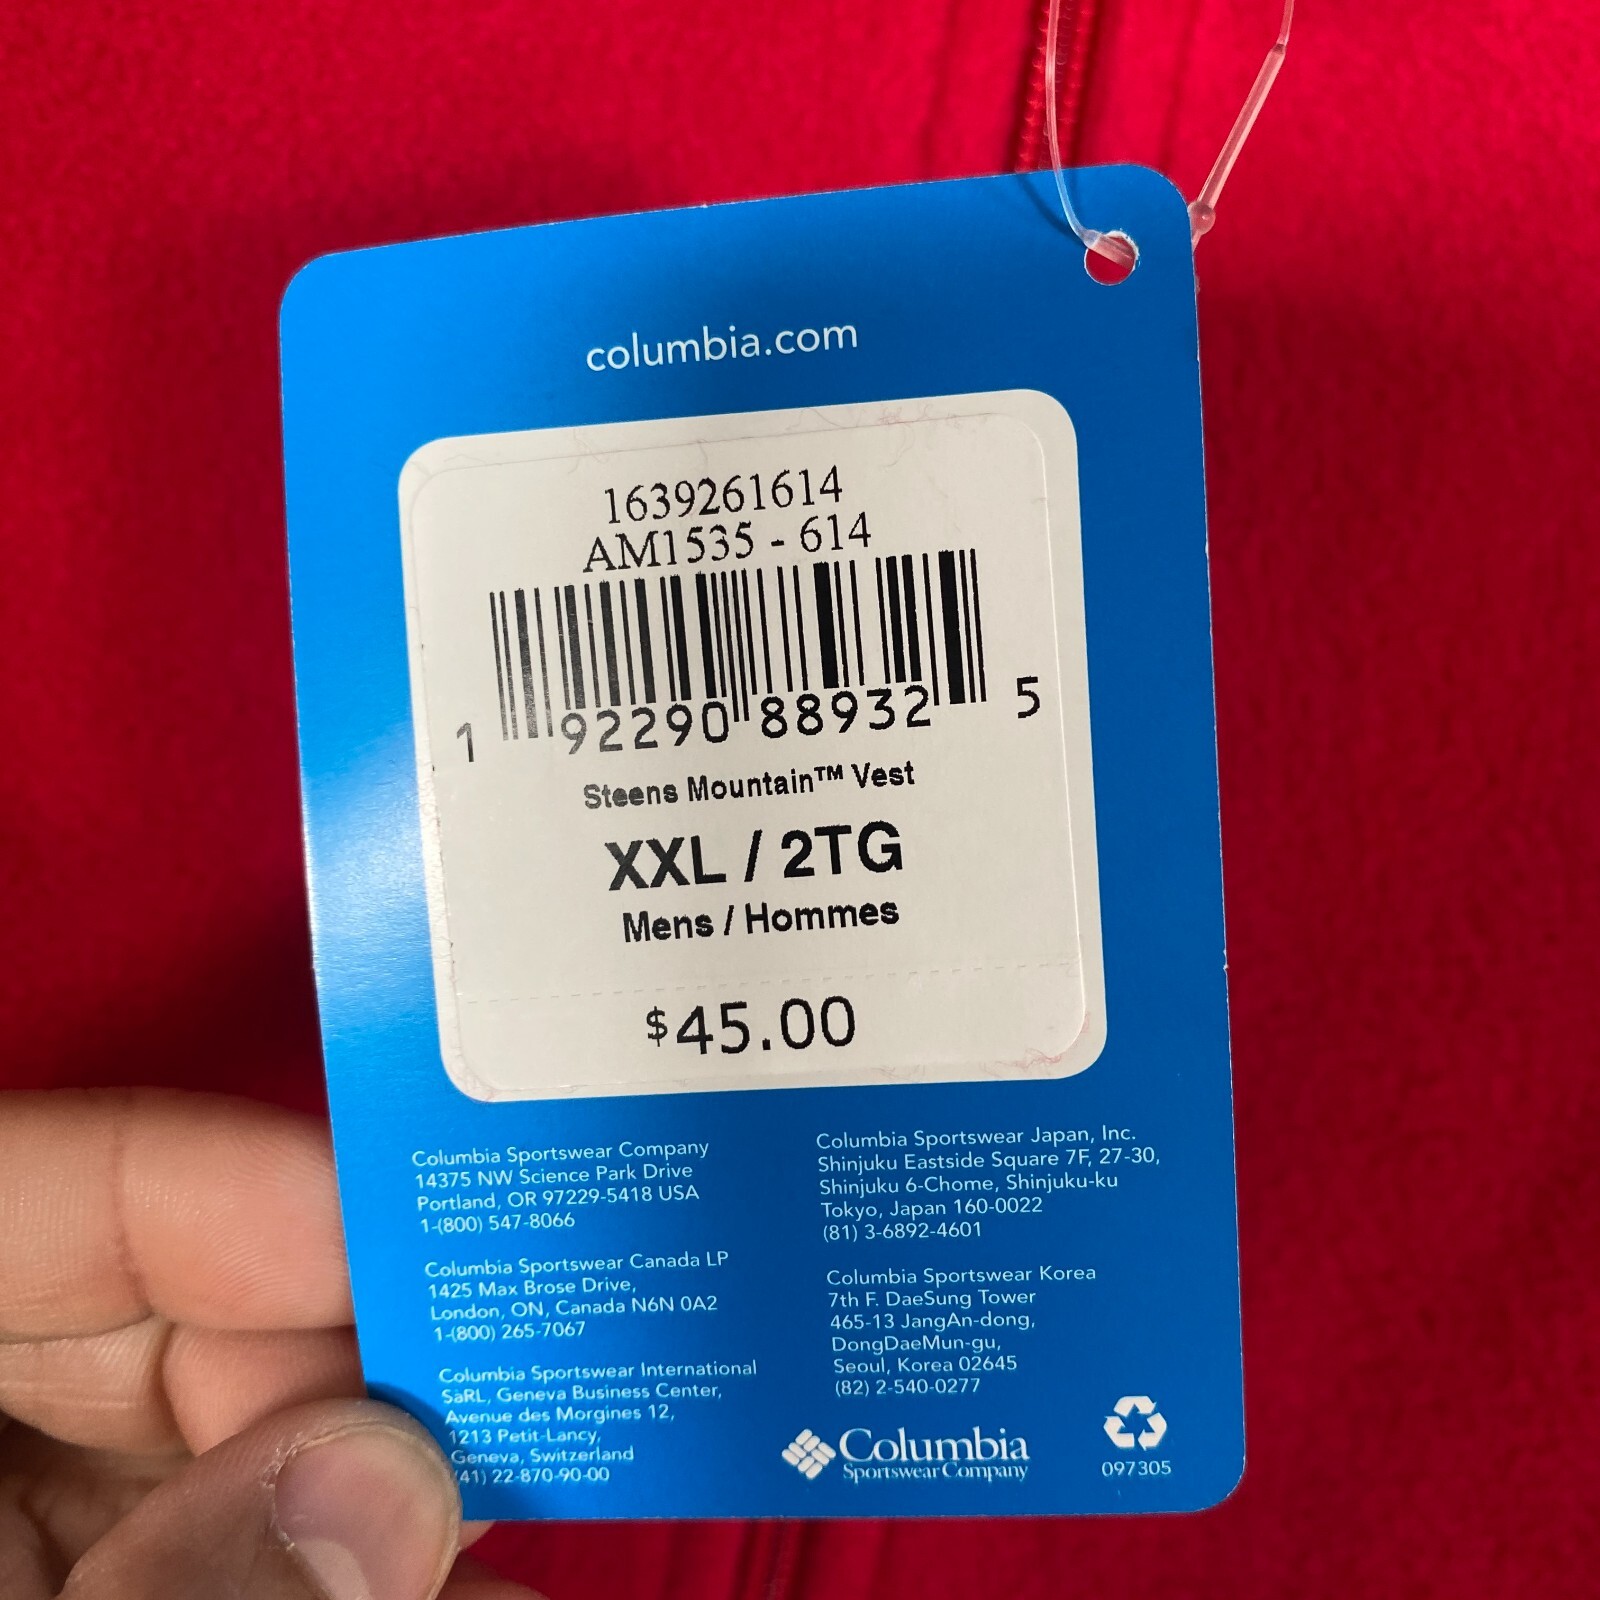 columbia.com
1639261614
AM1535 - 614
1 92290 88932 5
Steens Mountain™ Vest
XXL / 2TG
Mens / Hommes
$45.00
Columbia Sportswear Company
14375 NW Science Park Drive
Portland, OR 97229-5418 USA
1-(800) 547-8066
Columbia Sportswear Canada LP
1425 Max Brose Drive,
London, ON, Canada N6N 0A2
1-(800) 265-7067
Columbia Sportswear International
SàRL, Geneva Business Center,
Avenue des Morgines 12,
1213 Petit-Lancy,
Geneva, Switzerland
(41) 22-870-90-00
Columbia Sportswear Japan, Inc.
Shinjuku Eastside Square 7F, 27-30,
Shinjuku 6-Chome, Shinjuku-ku
Tokyo, Japan 160-0022
(81) 3-6892-4601
Columbia Sportswear Korea
7th F. DaeSung Tower
465-13 JangAn-dong,
DongDaeMun-gu,
Seoul, Korea 02645
(82) 2-540-0277
Columbia
Sportswear Company
097305